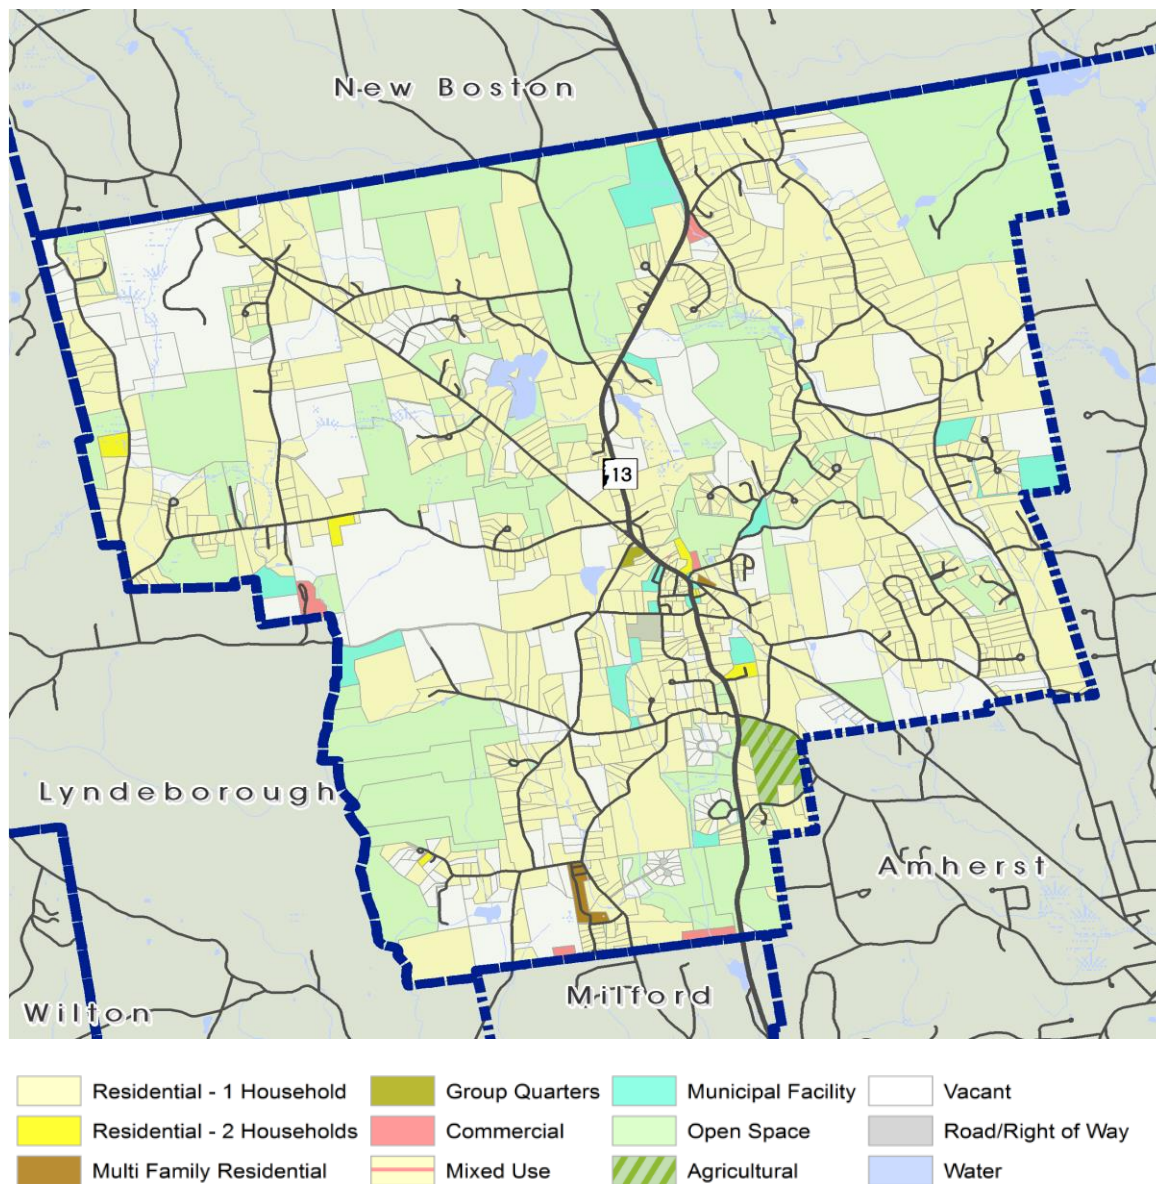 New Boston
13
Lyndeborough
Amherst
Wilton
Milford
Residential - 1 Household
Group Quarters
Municipal Facility
Vacant
Residential - 2 Households
Commercial
Open Space
Road/Right of Way
Multi Family Residential
Mixed Use
Agricultural
Water